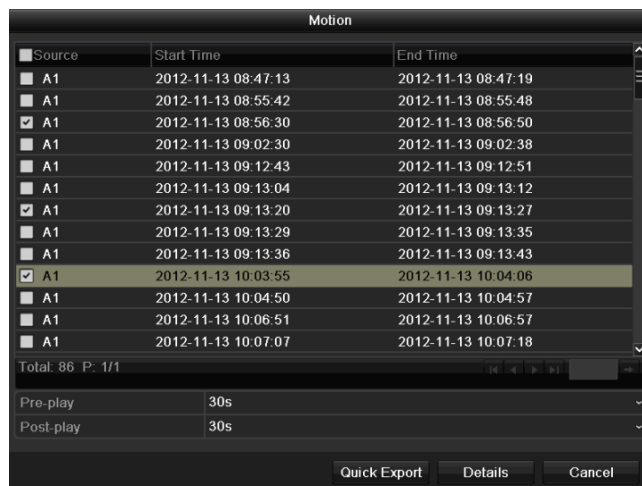 Motion
Source Start Time End Time
A1 2012-11-13 08:47:13 2012-11-13 08:47:19
A1 2012-11-13 08:55:42 2012-11-13 08:55:48
A1 2012-11-13 08:56:30 2012-11-13 08:56:50
A1 2012-11-13 09:02:30 2012-11-13 09:02:38
A1 2012-11-13 09:12:43 2012-11-13 09:12:51
A1 2012-11-13 09:13:04 2012-11-13 09:13:12
A1 2012-11-13 09:13:20 2012-11-13 09:13:27
A1 2012-11-13 09:13:29 2012-11-13 09:13:35
A1 2012-11-13 09:13:36 2012-11-13 09:13:43
A1 2012-11-13 10:03:55 2012-11-13 10:04:06
A1 2012-11-13 10:04:50 2012-11-13 10:04:57
A1 2012-11-13 10:06:51 2012-11-13 10:06:57
A1 2012-11-13 10:07:07 2012-11-13 10:07:18
Total: 86 P: 1/1
Pre-play 30s
Post-play 30s
Quick Export Details Cancel